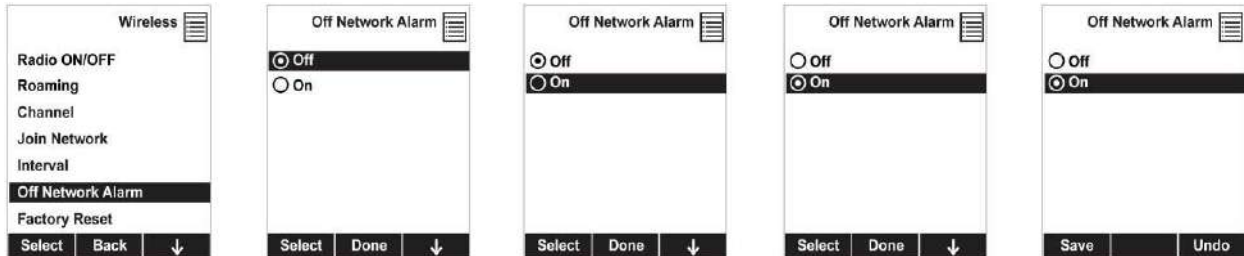 Wireless
Radio ON/OFF
Roaming
Channel
Join Network
Interval
Off Network Alarm
Factory Reset
Select Back ↓
Off Network Alarm
Off
On
Select Done ↓
Off Network Alarm
Off
On
Select Done ↓
Off Network Alarm
Off
On
Select Done ↓
Off Network Alarm
Off
On
Save Undo